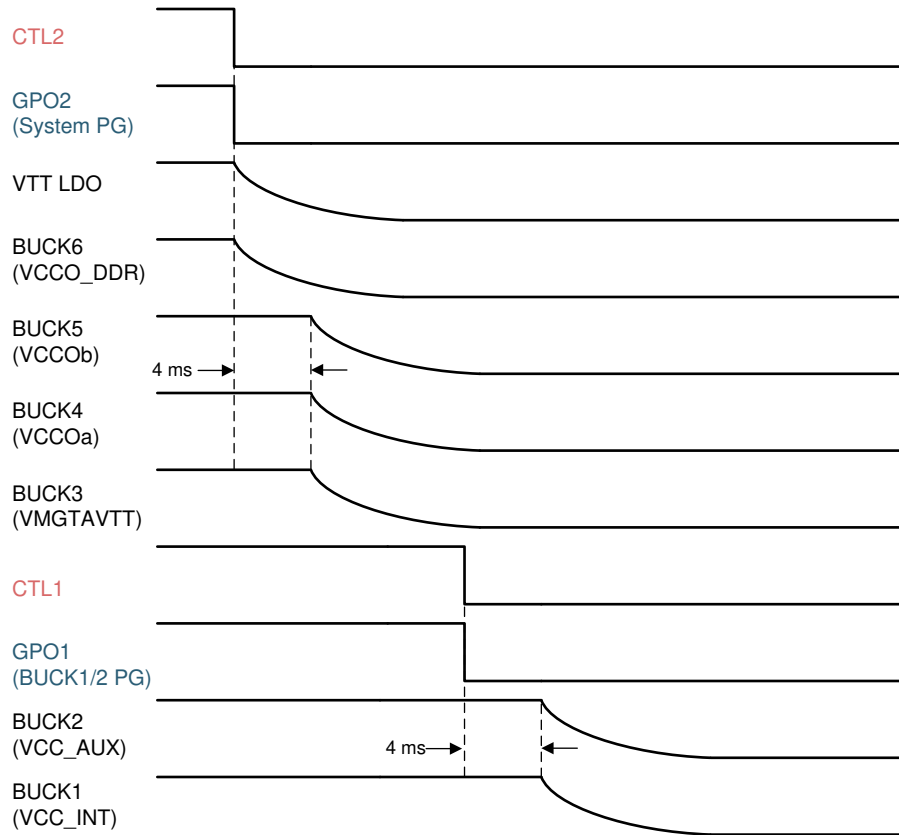 CTL2
GPO2
(System PG)
VTT LDO
BUCK6
(VCCO_DDR)
BUCK5
(VCCOb)
4 ms
BUCK4
(VCCOa)
BUCK3
(VMGTAVTT)
CTL1
GPO1
(BUCK1/2 PG)
BUCK2
(VCC_AUX)
4 ms
BUCK1
(VCC_INT)